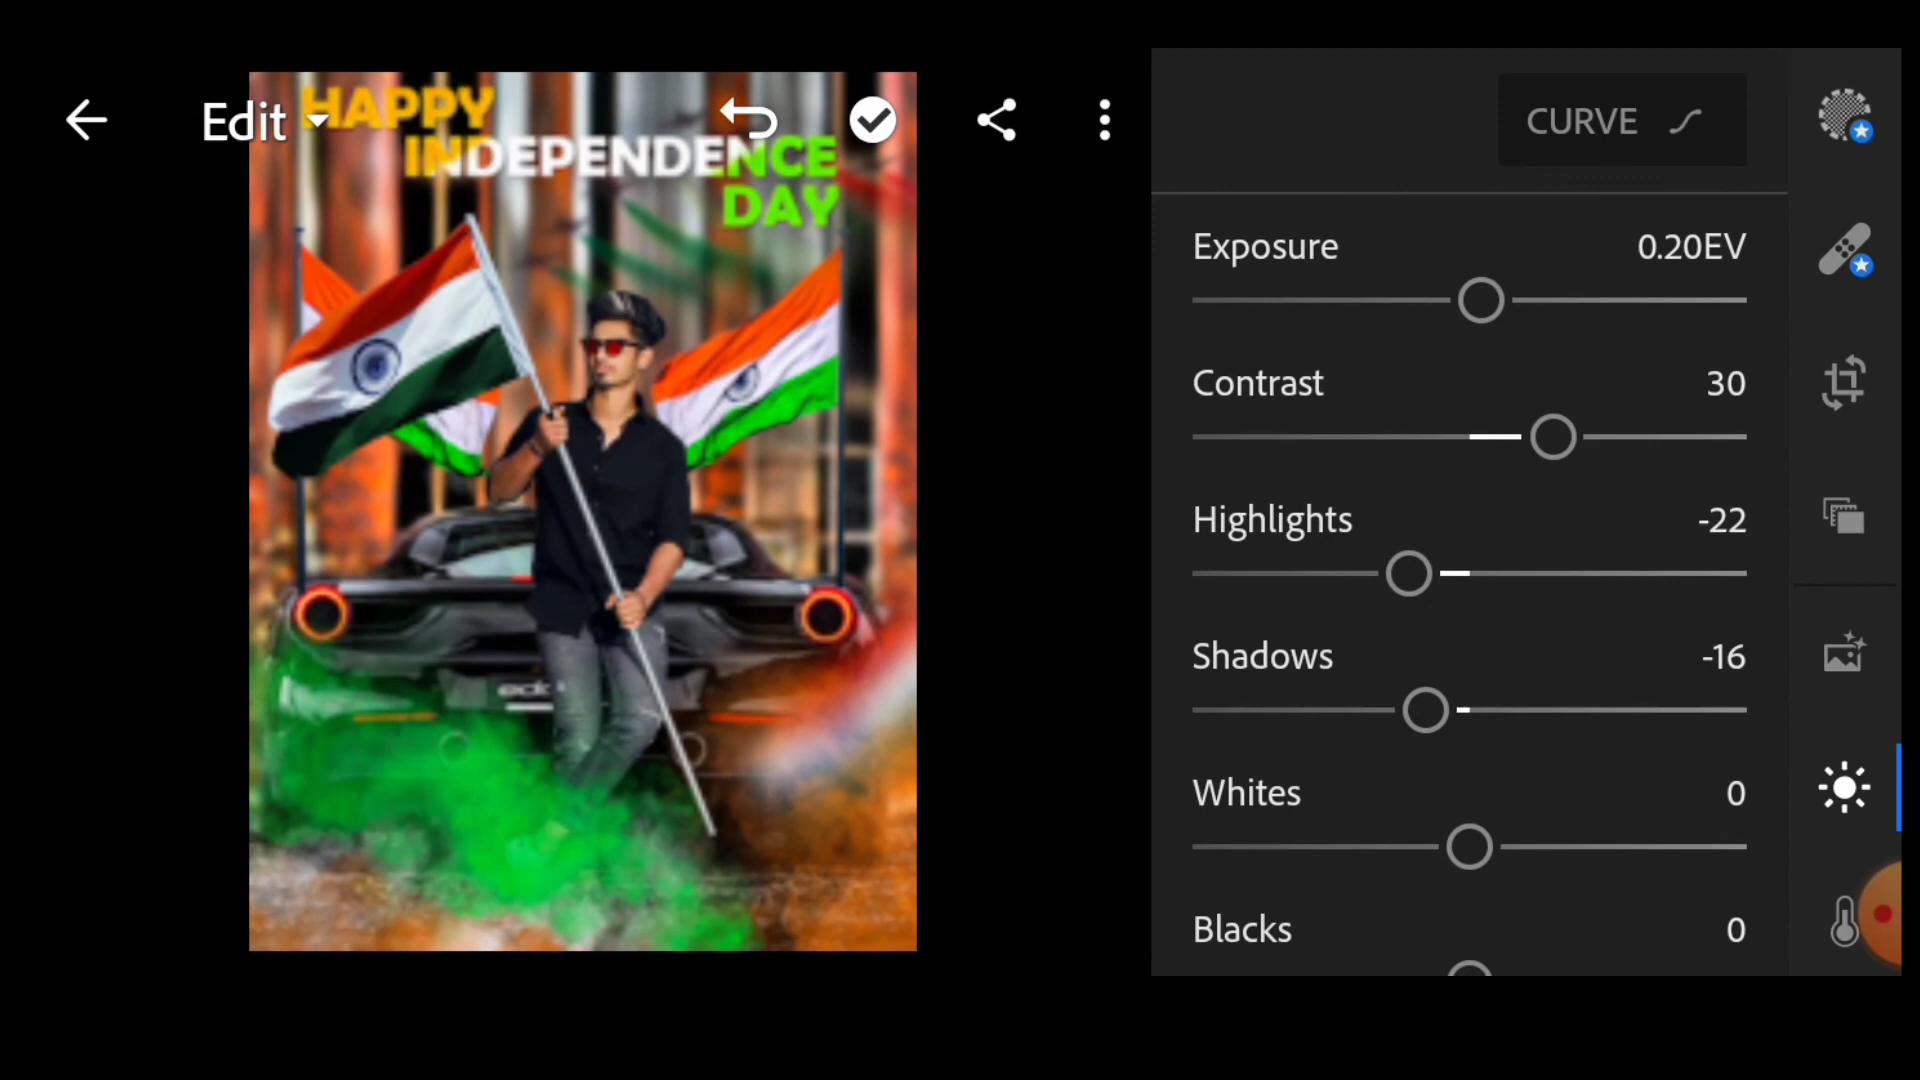 Edit
HAPPY
INDEPENDENCE
DAY
CURVE
Exposure 0.20EV
Contrast 30
Highlights -22
Shadows -16
Whites 0
Blacks 0